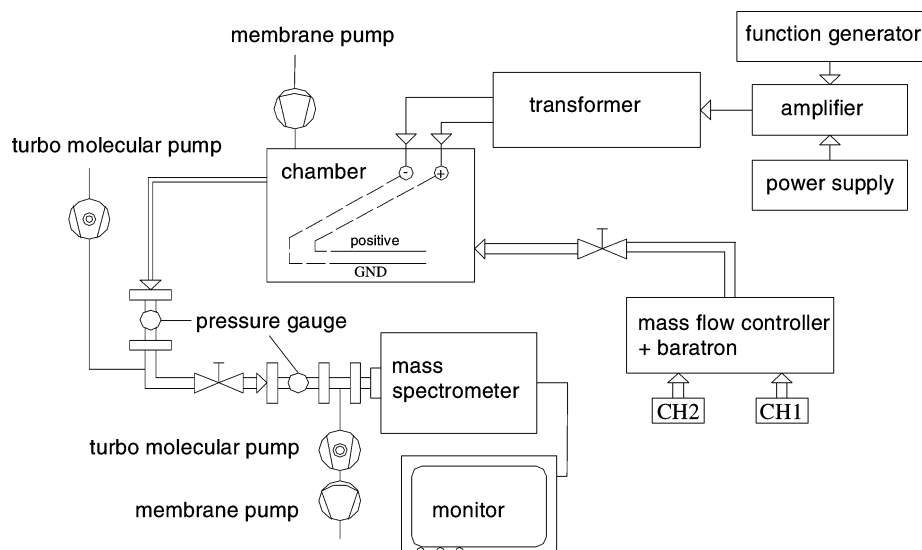 membrane pump
function generator
transformer
amplifier
turbo molecular pump
chamber
-
+
power supply
positive
GND
pressure gauge
mass flow controller
+ baratron
mass
spectrometer
CH2
CH1
turbo molecular pump
membrane pump
monitor